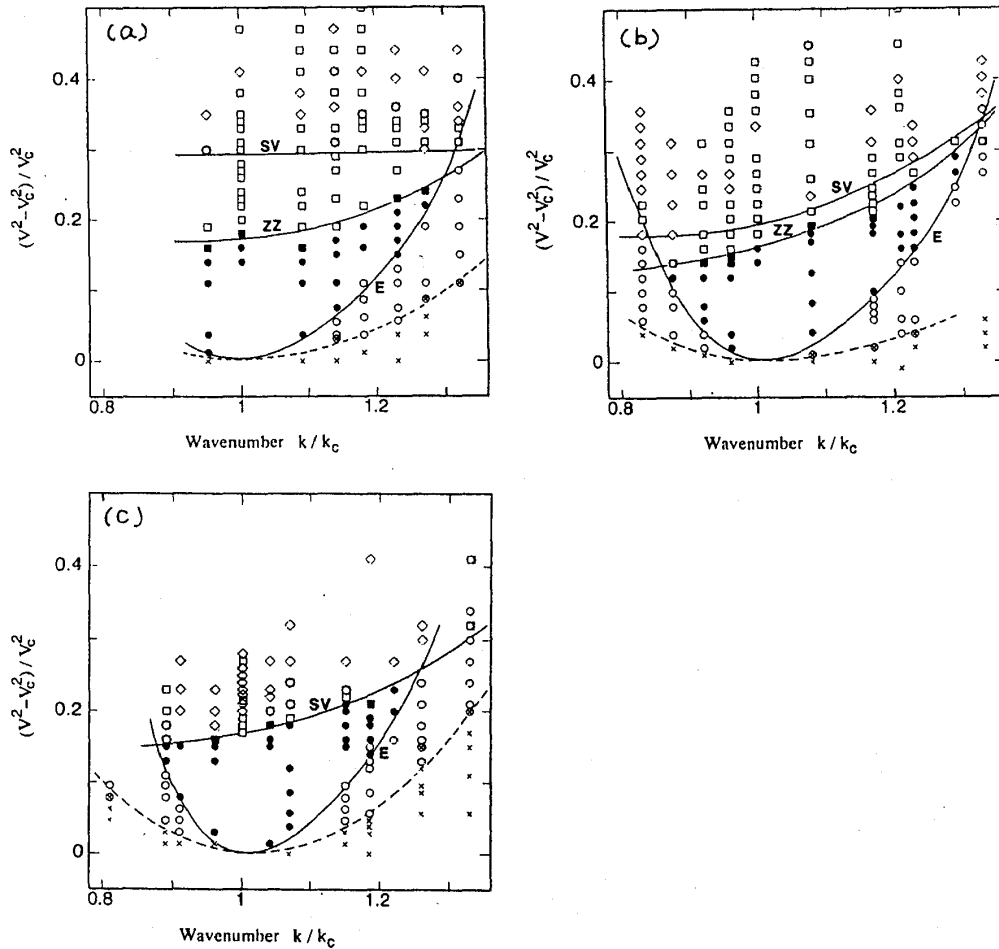 (a)
(V²-V_c²)/V_c²
0.4
0.2
0
SV
ZZ
E
0.8
1
1.2
Wavenumber k/k_c
(b)
(V²-V_c²)/V_c²
0.4
0.2
0
SV
ZZ
E
0.8
1
1.2
Wavenumber k/k_c
(c)
(V²-V_c²)/V_c²
0.4
0.2
0
SV
E
0.8
1
1.2
Wavenumber k/k_c